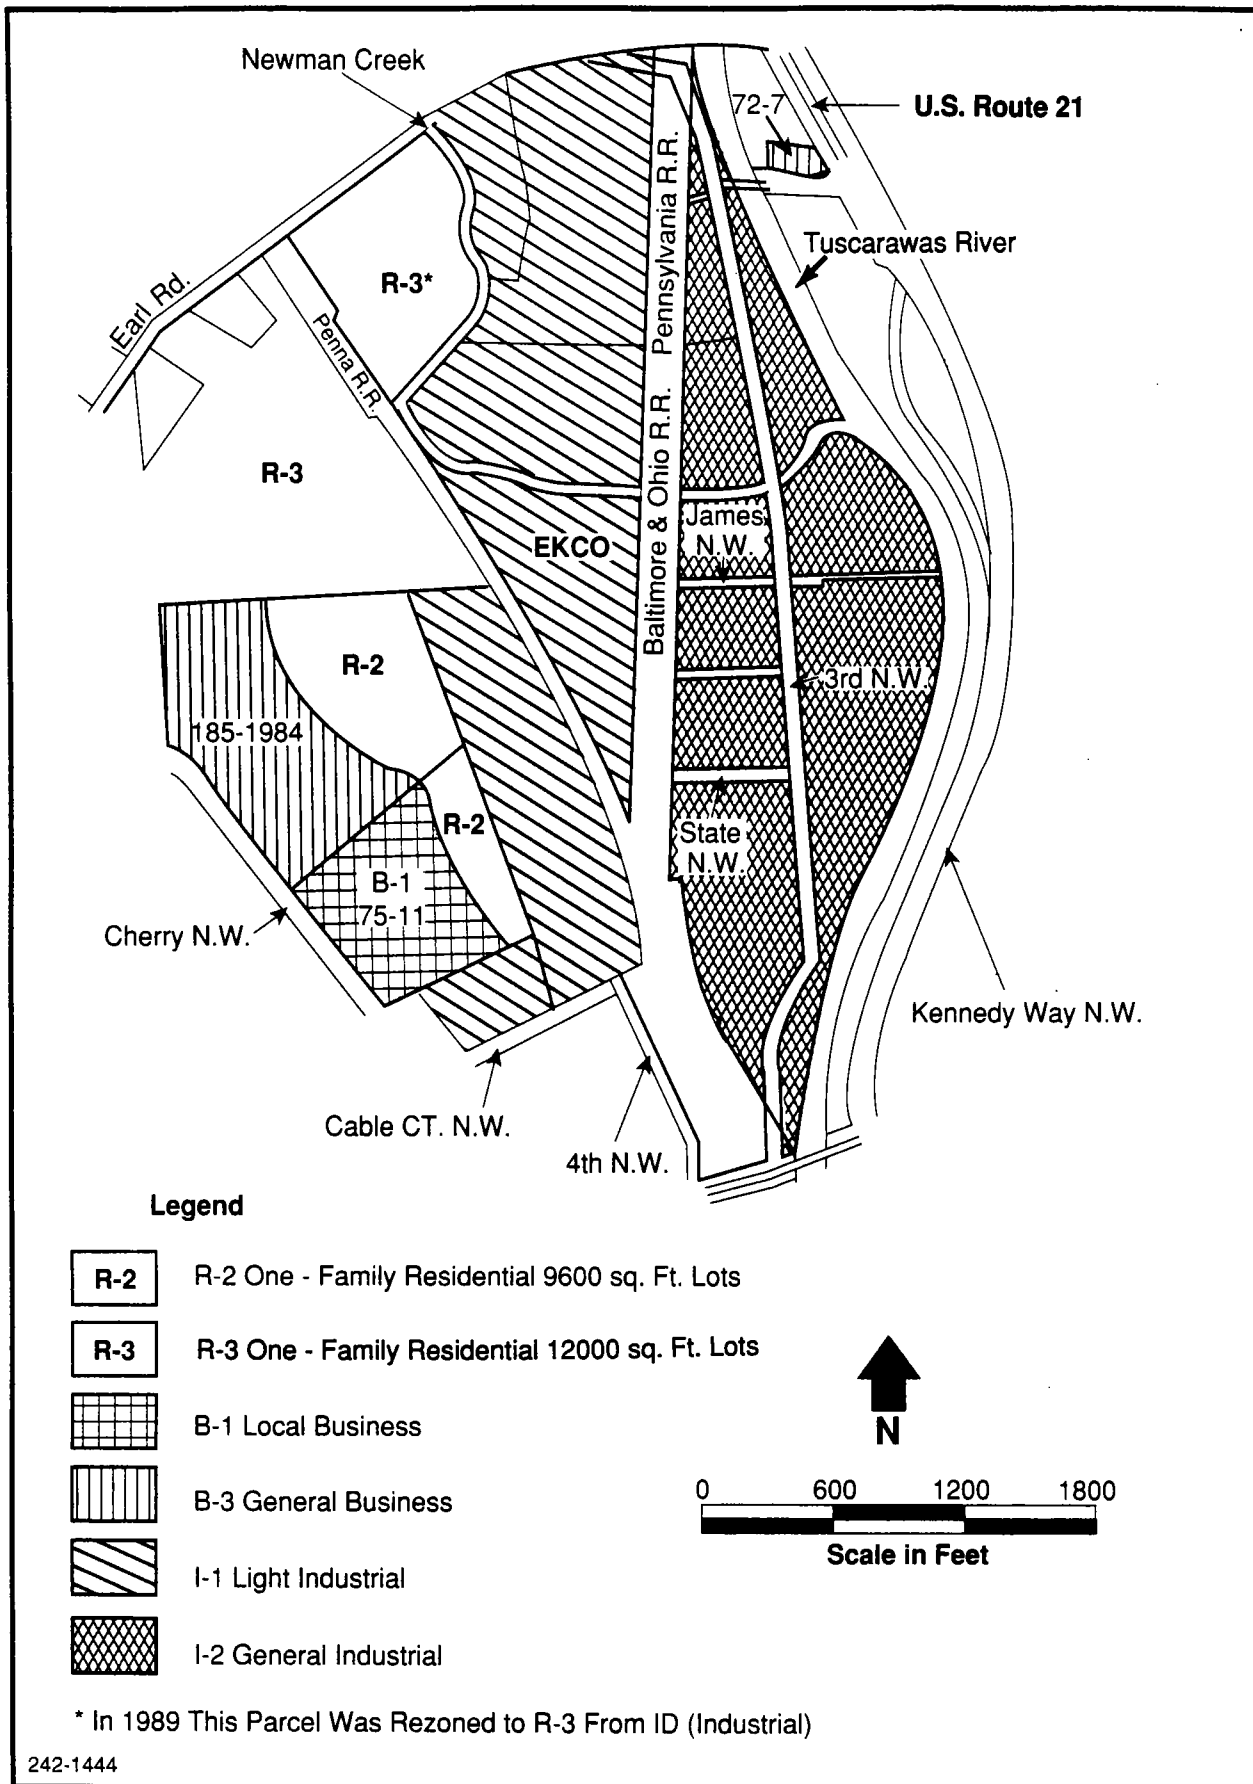 Newman Creek
72-7
U.S. Route 21
Pennsylvania R.R.
Tuscarawas River
R-3*
Earl Rd.
Penna R.R.
R-3
Baltimore & Ohio R.R.
EKCO
James
N.W.
R-2
3rd N.W.
185-1984
R-2
State
N.W.
B-1
75-11
Cherry N.W.
Kennedy Way N.W.
Cable CT. N.W.
4th N.W.
Legend
R-2 R-2 One - Family Residential 9600 sq. Ft. Lots
R-3 R-3 One - Family Residential 12000 sq. Ft. Lots
B-1 Local Business
B-3 General Business
I-1 Light Industrial
I-2 General Industrial
N
0 600 1200 1800
Scale in Feet
* In 1989 This Parcel Was Rezoned to R-3 From ID (Industrial)
242-1444